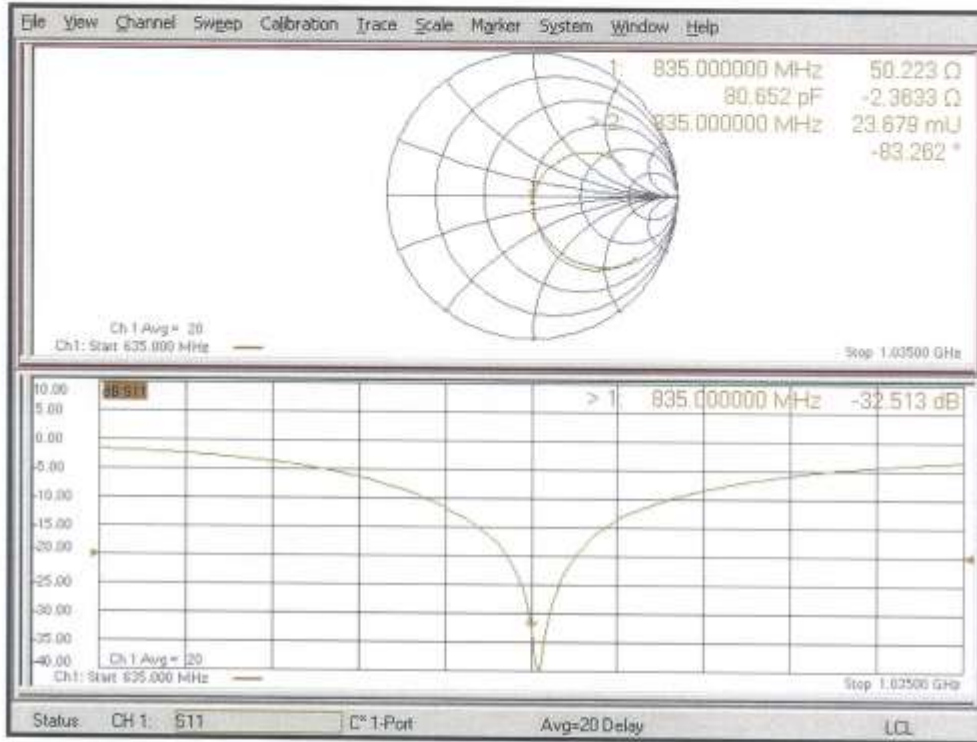 File View Channel Sweep Calibration Trace Scale Marker System Window Help
1: 835.000000 MHz 50.223 Ω
80.652 pF -2.3633 Ω
> 2: 835.000000 MHz 23.679 mU
-83.262 °
Ch 1 Avg = 20
Ch1: Start 635.000 MHz
Stop 1.03500 GHz
10.00
dB S11
> 1: 835.000000 MHz -32.513 dB
5.00
0.00
-5.00
-10.00
-15.00
-20.00
-25.00
-30.00
-35.00
-40.00
Ch 1 Avg = 20
Ch1: Start 635.000 MHz
Stop 1.03500 GHz
Status CH 1: S11 C* 1-Port Avg=20 Delay LCL